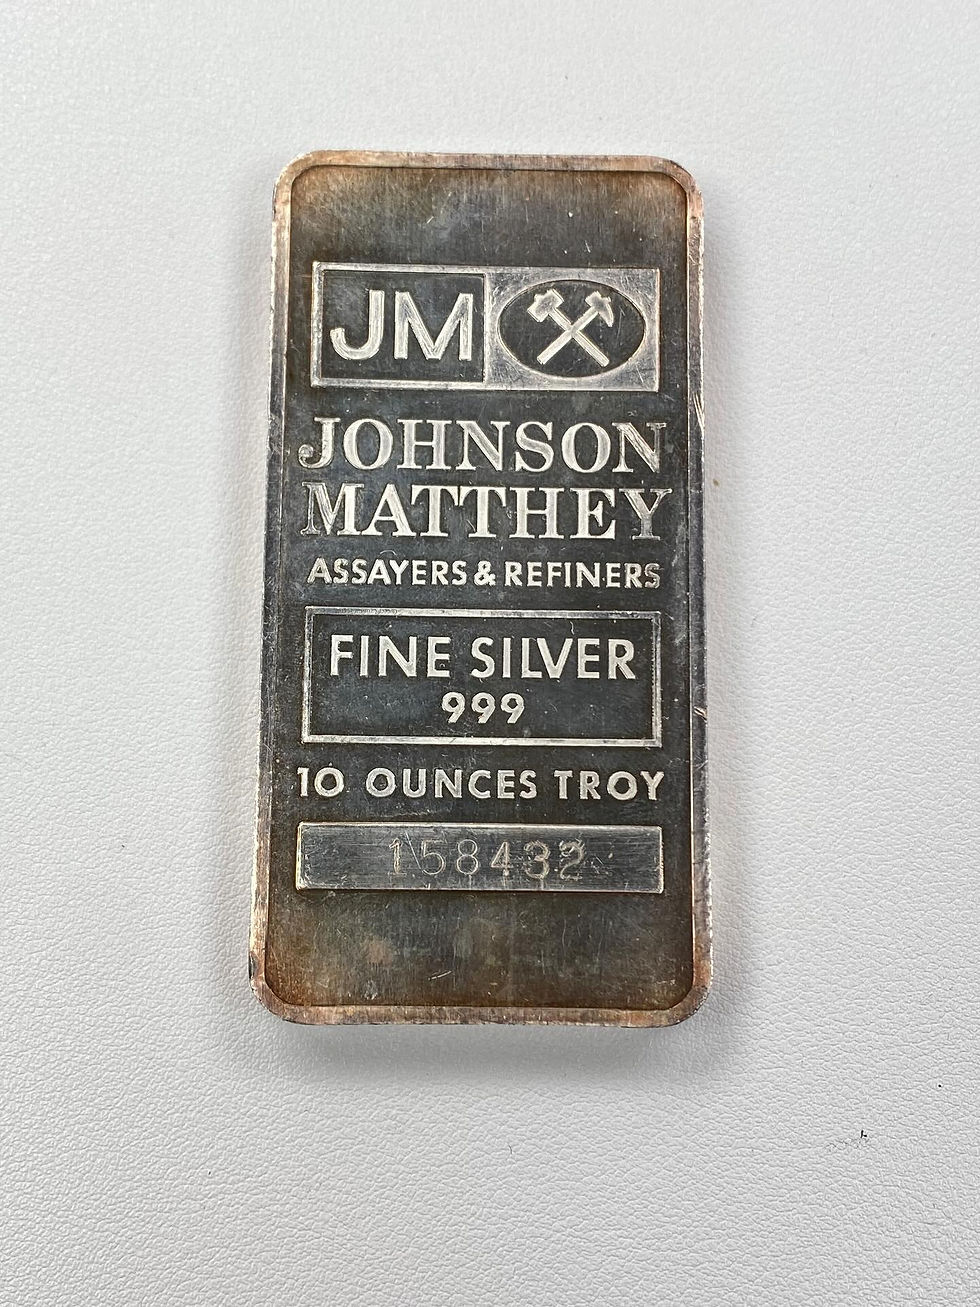 JM
JOHNSON
MATTHEY
ASSAYERS & REFINERS
FINE SILVER
999
10 OUNCES TROY
158432